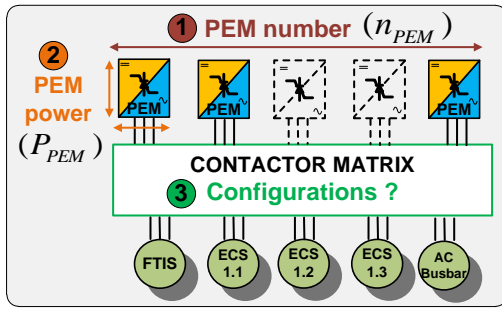 1 PEM number (n_PEM)
2
PEM
power
(P_PEM)
= ~ PEM
= ~ PEM
= ~
= ~
= ~ PEM
CONTACTOR MATRIX
3 Configurations ?
FTIS
ECS
1.1
ECS
1.2
ECS
1.3
AC
Busbar